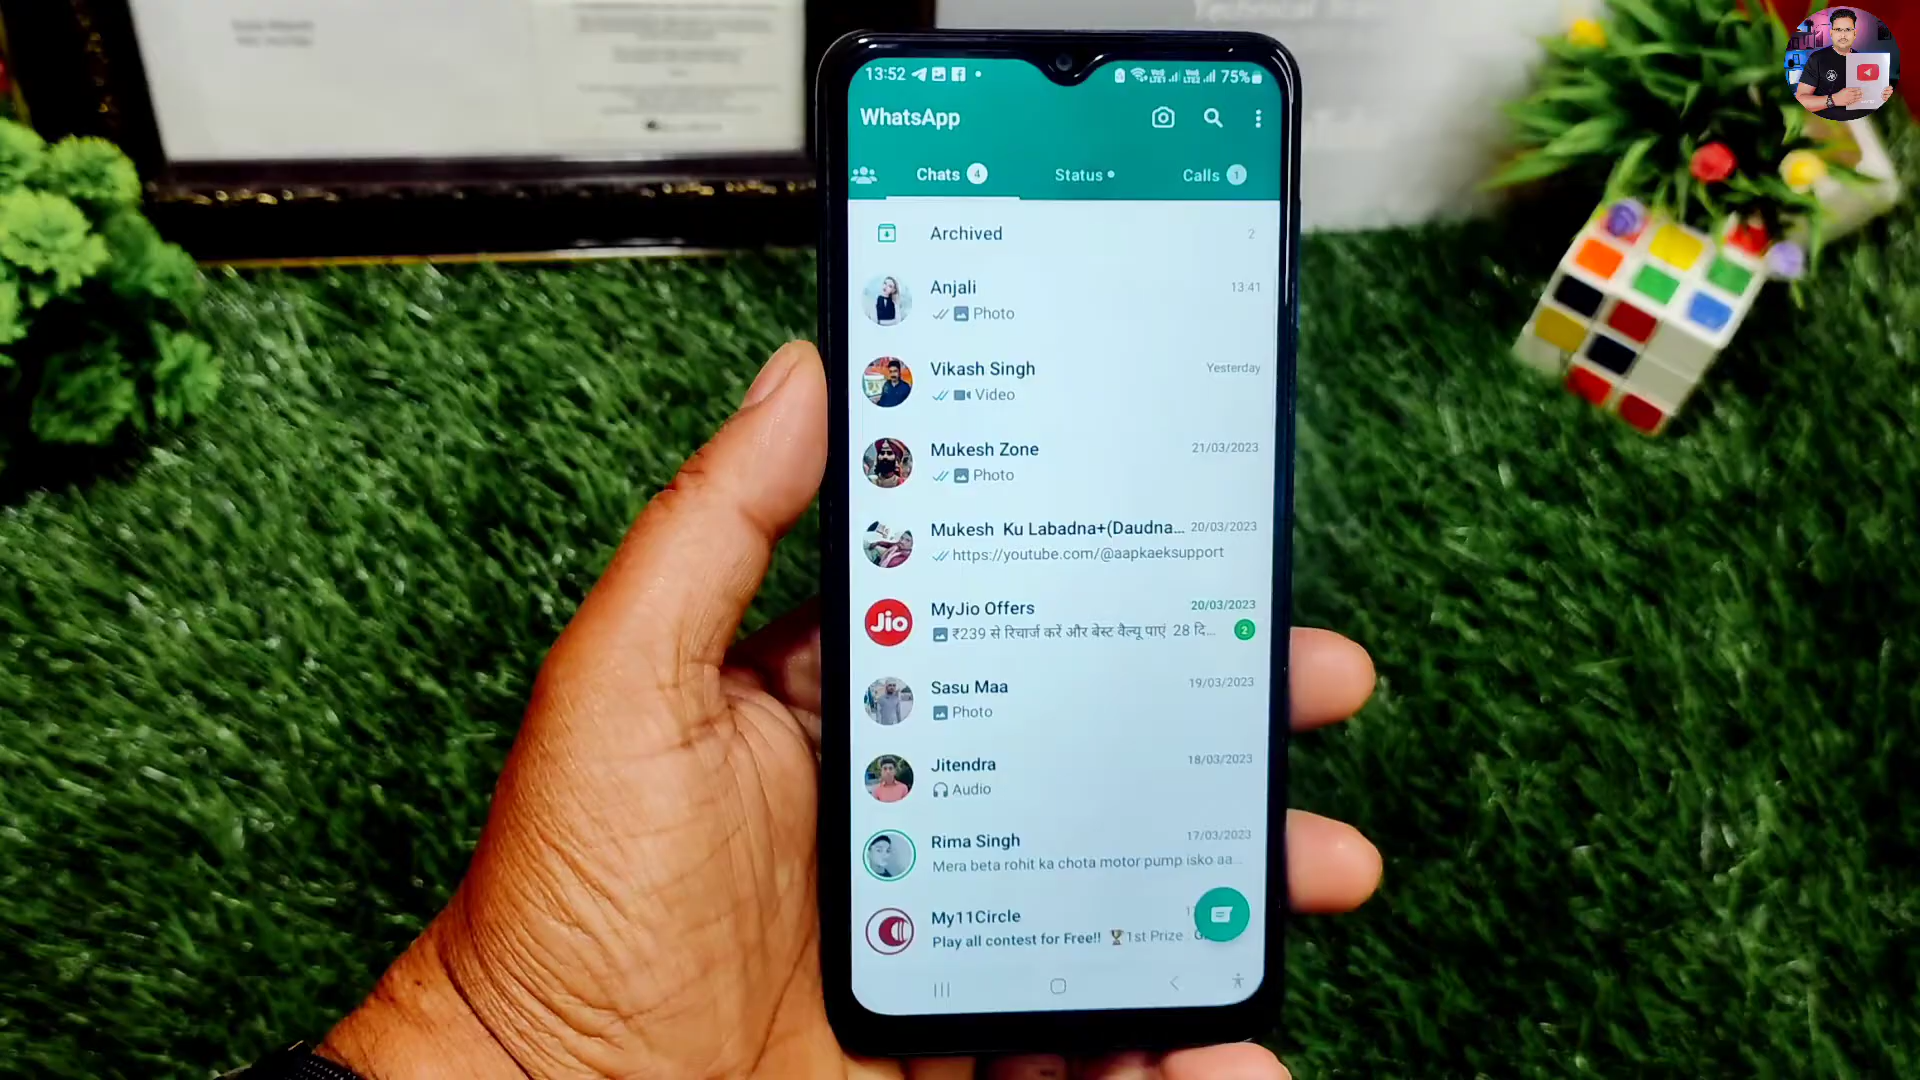 Technical
13:52 75%
WhatsApp
Chats 4 Status Calls 1
Archived 2
Anjali 13:41
Photo
Vikash Singh Yesterday
Video
Mukesh Zone 21/03/2023
Photo
Mukesh Ku Labadna+(Daudna... 20/03/2023
https://youtube.com/@aapkaeksupport
Jio
MyJio Offers 20/03/2023
₹239 से रिचार्ज करें और बेस्ट वैल्यू पाएं 28 दि... 2
Sasu Maa 19/03/2023
Photo
Jitendra 18/03/2023
Audio
Rima Singh 17/03/2023
Mera beta rohit ka chota motor pump isko aa...
My11Circle
Play all contest for Free!! 🏆1st Prize